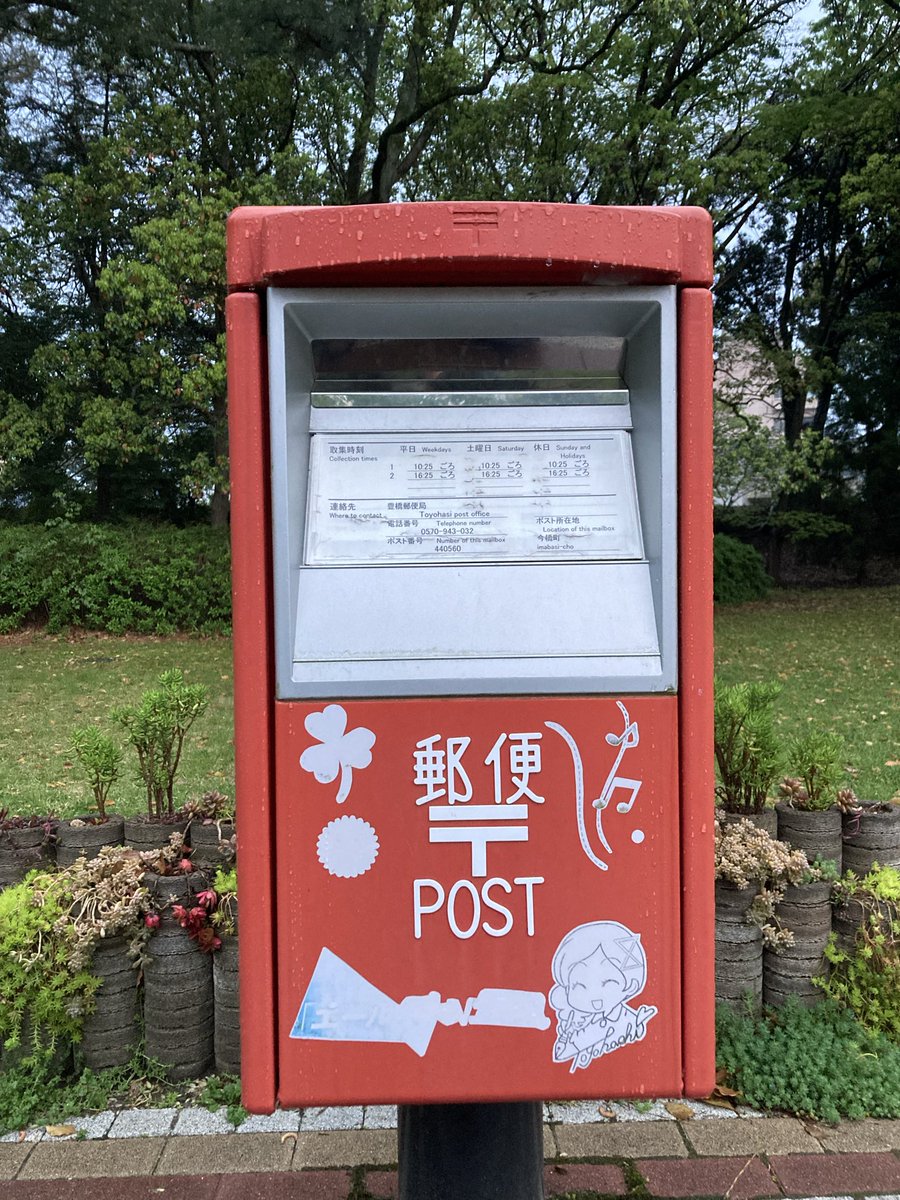 取集時刻 平日 Weekdays 土曜日 Saturday 休日 Sunday and
Collection times Holidays
1 10:25 ごろ 10:25 ごろ 10:25 ごろ
2 16:25 ごろ 16:25 ごろ 16:25 ごろ
連絡先 豊橋郵便局
Where to contact Toyohasi post office
電話番号 Telephone number ポスト所在地
0570-943-032 Location of this mailbox
ポスト番号 Number of this mailbox 今橋町
440560 imabasi-cho
郵便
〒
POST
エール